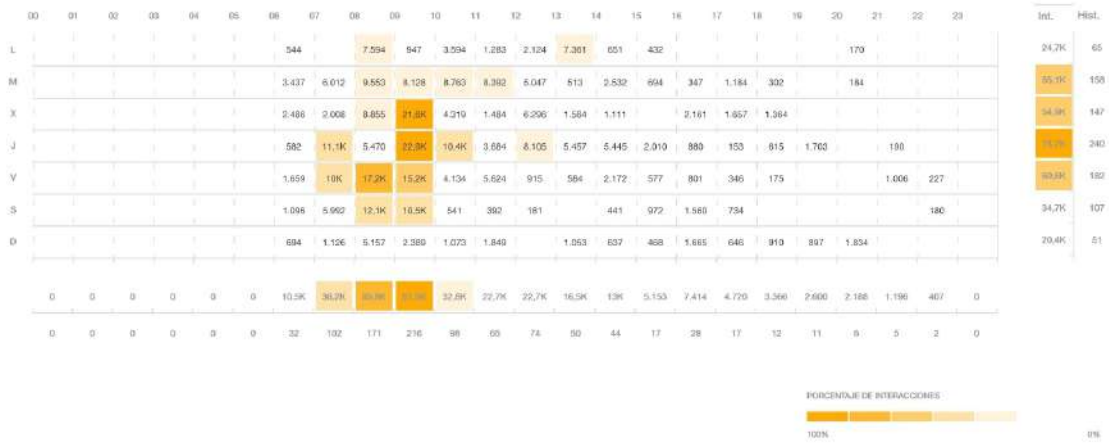 00 01 02 03 04 05 06 07 08 09 10 11 12 13 14 15 16 17 18 19 20 21 22 23 Int. Hist.
L 544 7.594 947 3.594 1.283 2.124 7.361 651 432 170 24,7K 65
M 3.437 6.012 9.553 8.128 8.763 8.392 5.047 513 2.532 694 347 1.184 302 184 55,1K 158
X 2.486 2.008 8.855 21,6K 4.319 1.484 6.296 1.584 1.111 2.161 1.657 1.364 54,9K 147
J 582 11,1K 5.470 22,9K 10,4K 3.684 8.105 5.457 5.445 2.010 880 153 615 1.703 190 240
V 1.659 10K 17,2K 15,2K 4.134 5.624 915 584 2.172 577 801 346 175 1.006 227 60,6K 182
S 1.096 5.992 12,1K 10,5K 541 392 181 441 972 1.560 734 180 34,7K 107
D 694 1.126 5.157 2.389 1.073 1.849 1.053 637 468 1.665 646 910 897 1.834 20,4K 51
0 0 0 0 0 0 10,5K 36,2K 32,8K 22,7K 22,7K 16,5K 13K 5.153 7.414 4.720 3.366 2.600 2.188 1.196 407 0
0 0 0 0 0 0 32 102 171 216 98 65 74 50 44 17 28 17 12 11 6 5 2 0
PORCENTAJE DE INTERACCIONES
100% 0%